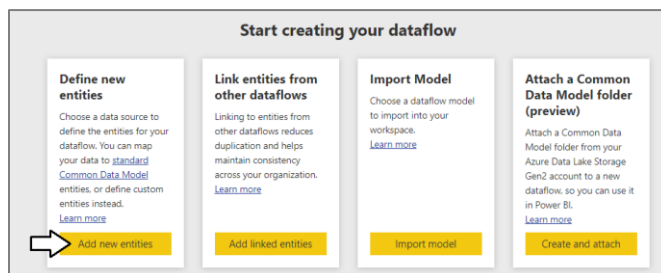 Start creating your dataflow
Define new
entities
Choose a data source to
define the entities for your
dataflow. You can map
your data to standard
Common Data Model
entities, or define custom
entities instead.
Learn more
Add new entities
Link entities from
other dataflows
Linking to entities from
other dataflows reduces
duplication and helps
maintain consistency
across your organization.
Learn more
Add linked entities
Import Model
Choose a dataflow model
to import into your
workspace.
Learn more
Import model
Attach a Common
Data Model folder
(preview)
Attach a Common Data
Model folder from your
Azure Data Lake Storage
Gen2 account to a new
dataflow, so you can use it
in Power BI.
Learn more
Create and attach